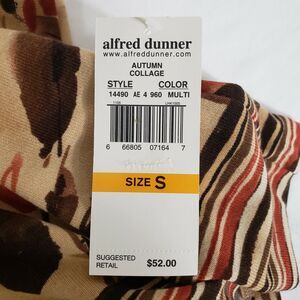 alfred dunner
www.alfreddunner.com
AUTUMN
COLLAGE
STYLE COLOR
14490 AE 4 960 MULTI
6 66805 07164 7
SIZE S
SUGGESTED
RETAIL $52.00